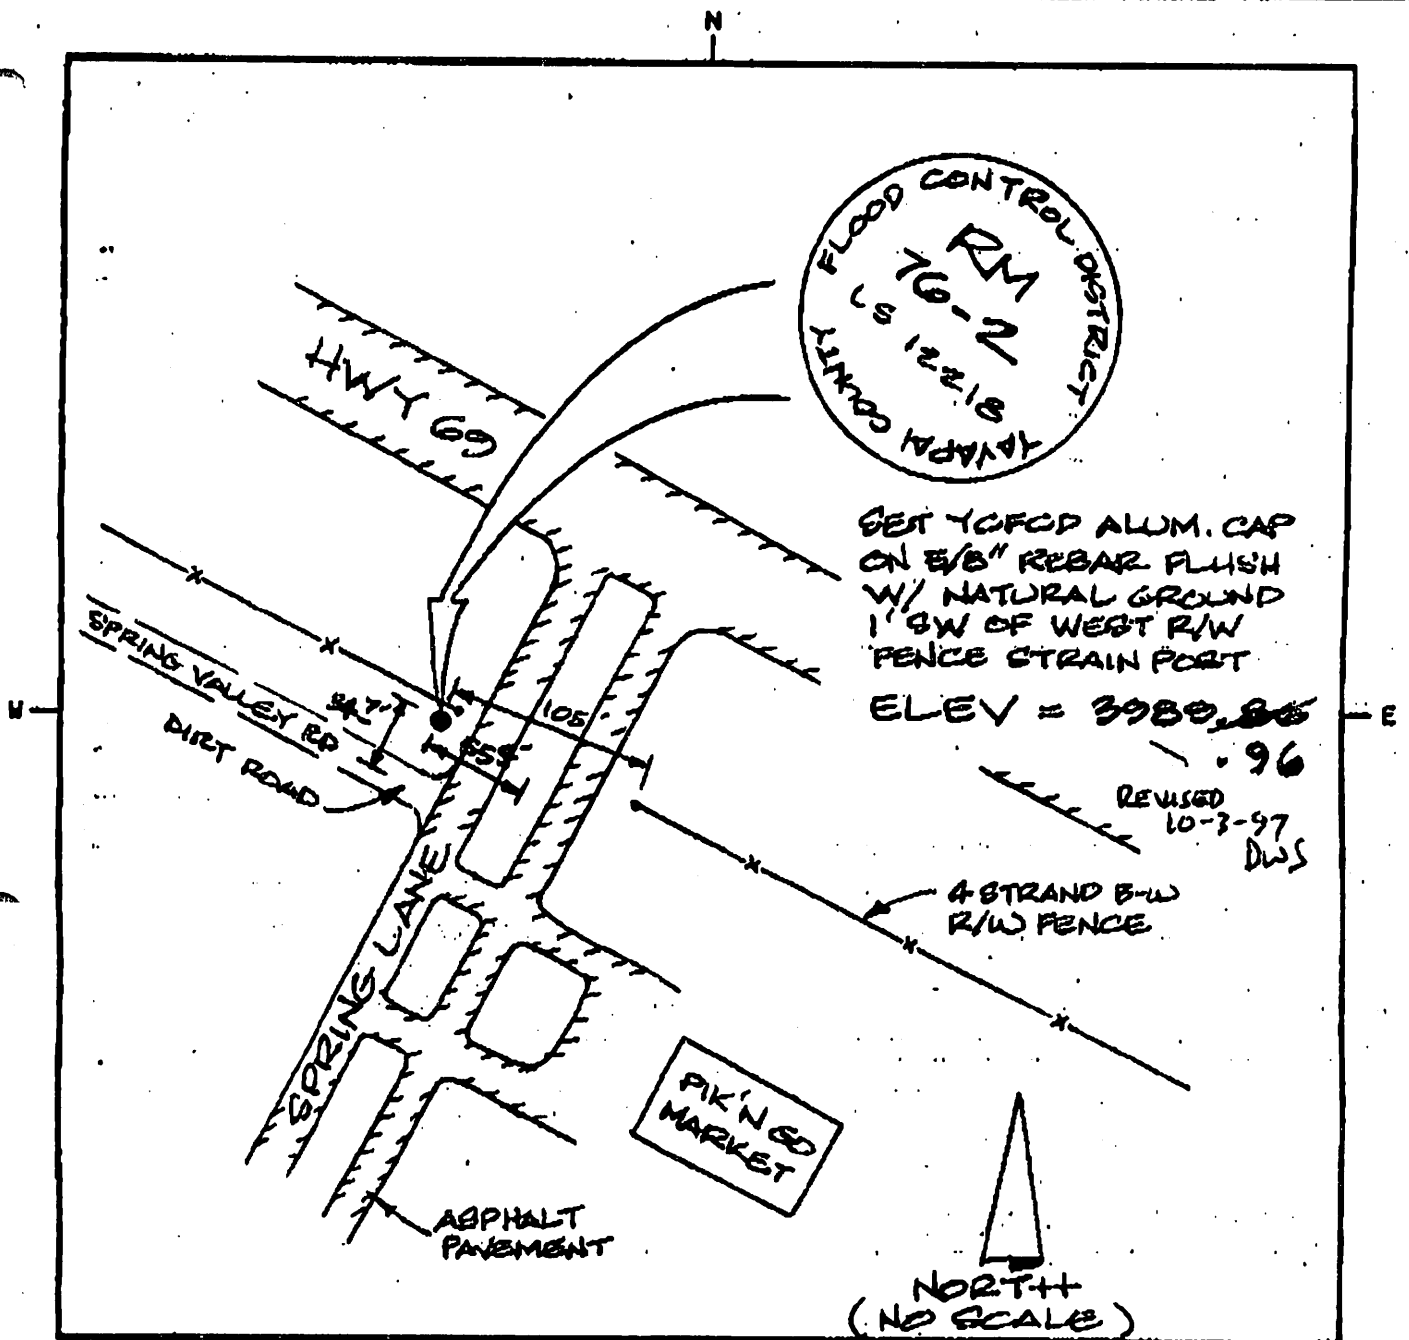 N
FLOOD CONTROL DISTRICT
YAVAPAI COUNTY
RM
76-2
LS 12218
HWY 69
SET YCFCD ALUM. CAP
ON 5/8" REBAR FLUSH
W/ NATURAL GROUND
1' SW OF WEST R/W
FENCE STRAIN POST
W
E
ELEV = 3989.
.96
REVISED
10-3-97
DWS
SPRING VALLEY RD
DIRT ROAD
105
SPRING LANE
4 STRAND B-W
R/W FENCE
PIK'N GO
MARKET
ASPHALT
PAVEMENT
NORTH
(NO SCALE)